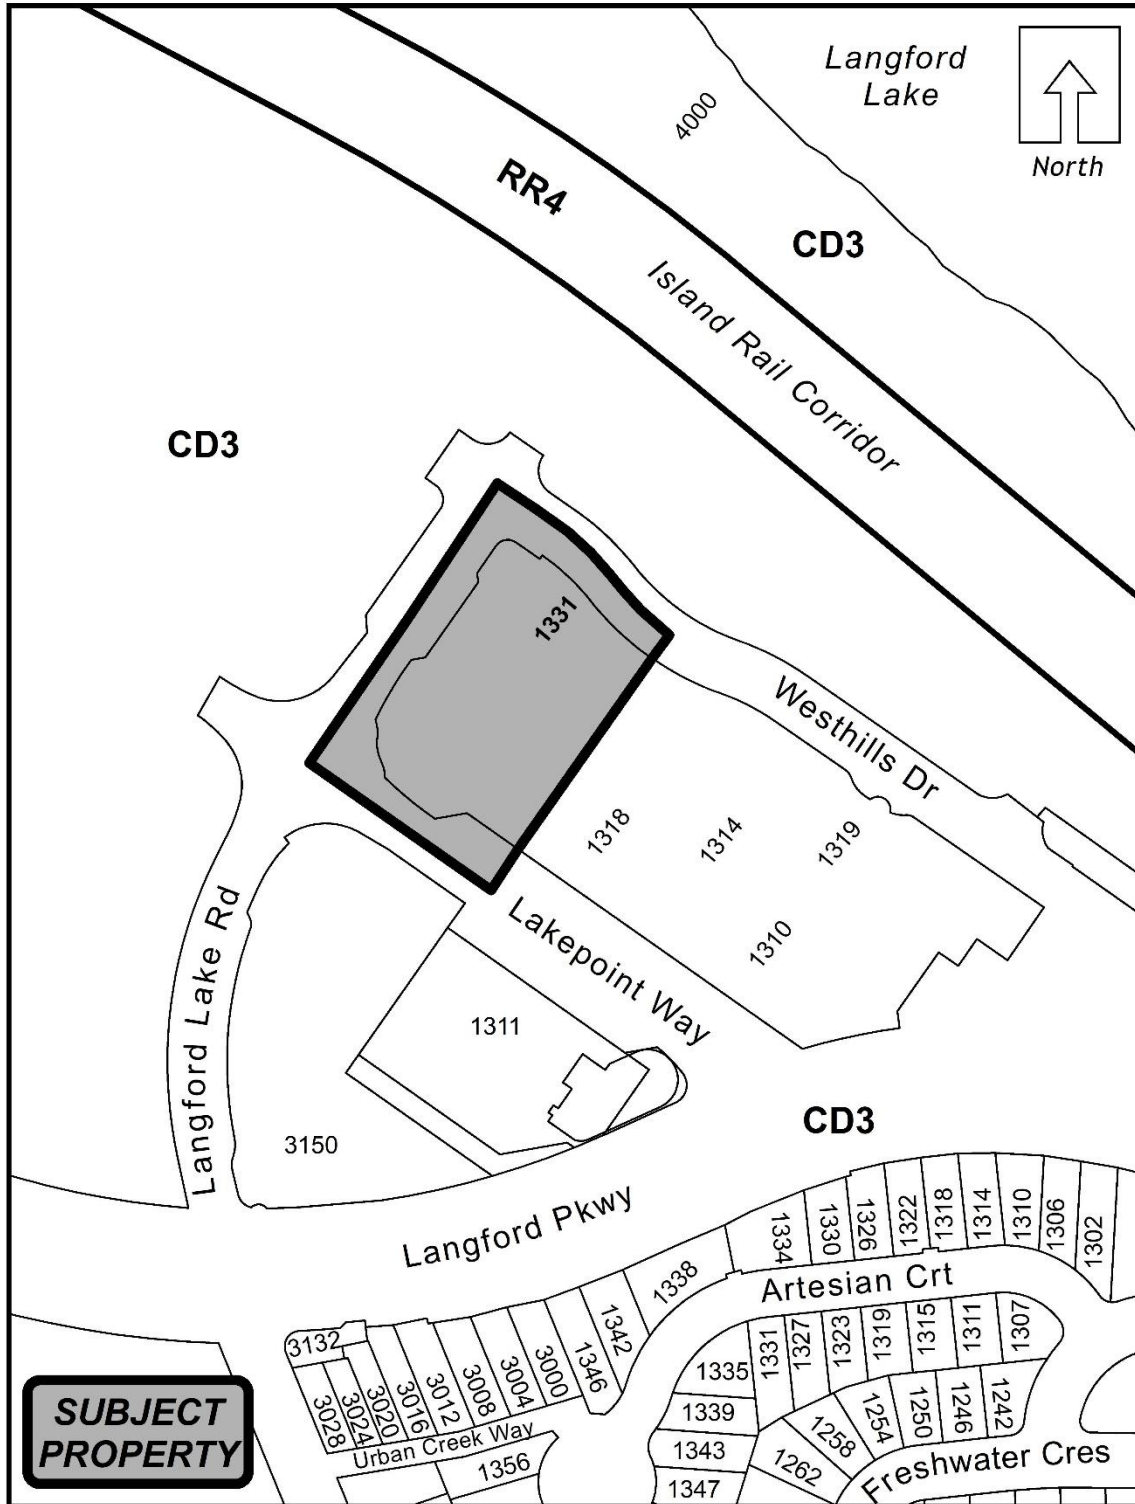 Langford
Lake
North
4000
RR4
CD3
Island Rail Corridor
CD3
1331
Westhills Dr
1318
1314
1319
1310
Lakepoint Way
Langford Lake Rd
1311
3150
CD3
Langford Pkwy
1334
1330
1326
1322
1318
1314
1310
1306
1302
1338
Artesian Crt
1342
1346
3000
3004
3008
3012
3016
3020
3024
3028
3132
1331
1327
1323
1319
1315
1311
1307
1335
1339
1343
1347
1254
1250
1246
1242
1258
1262
Urban Creek Way
1356
Freshwater Cres
SUBJECT
PROPERTY